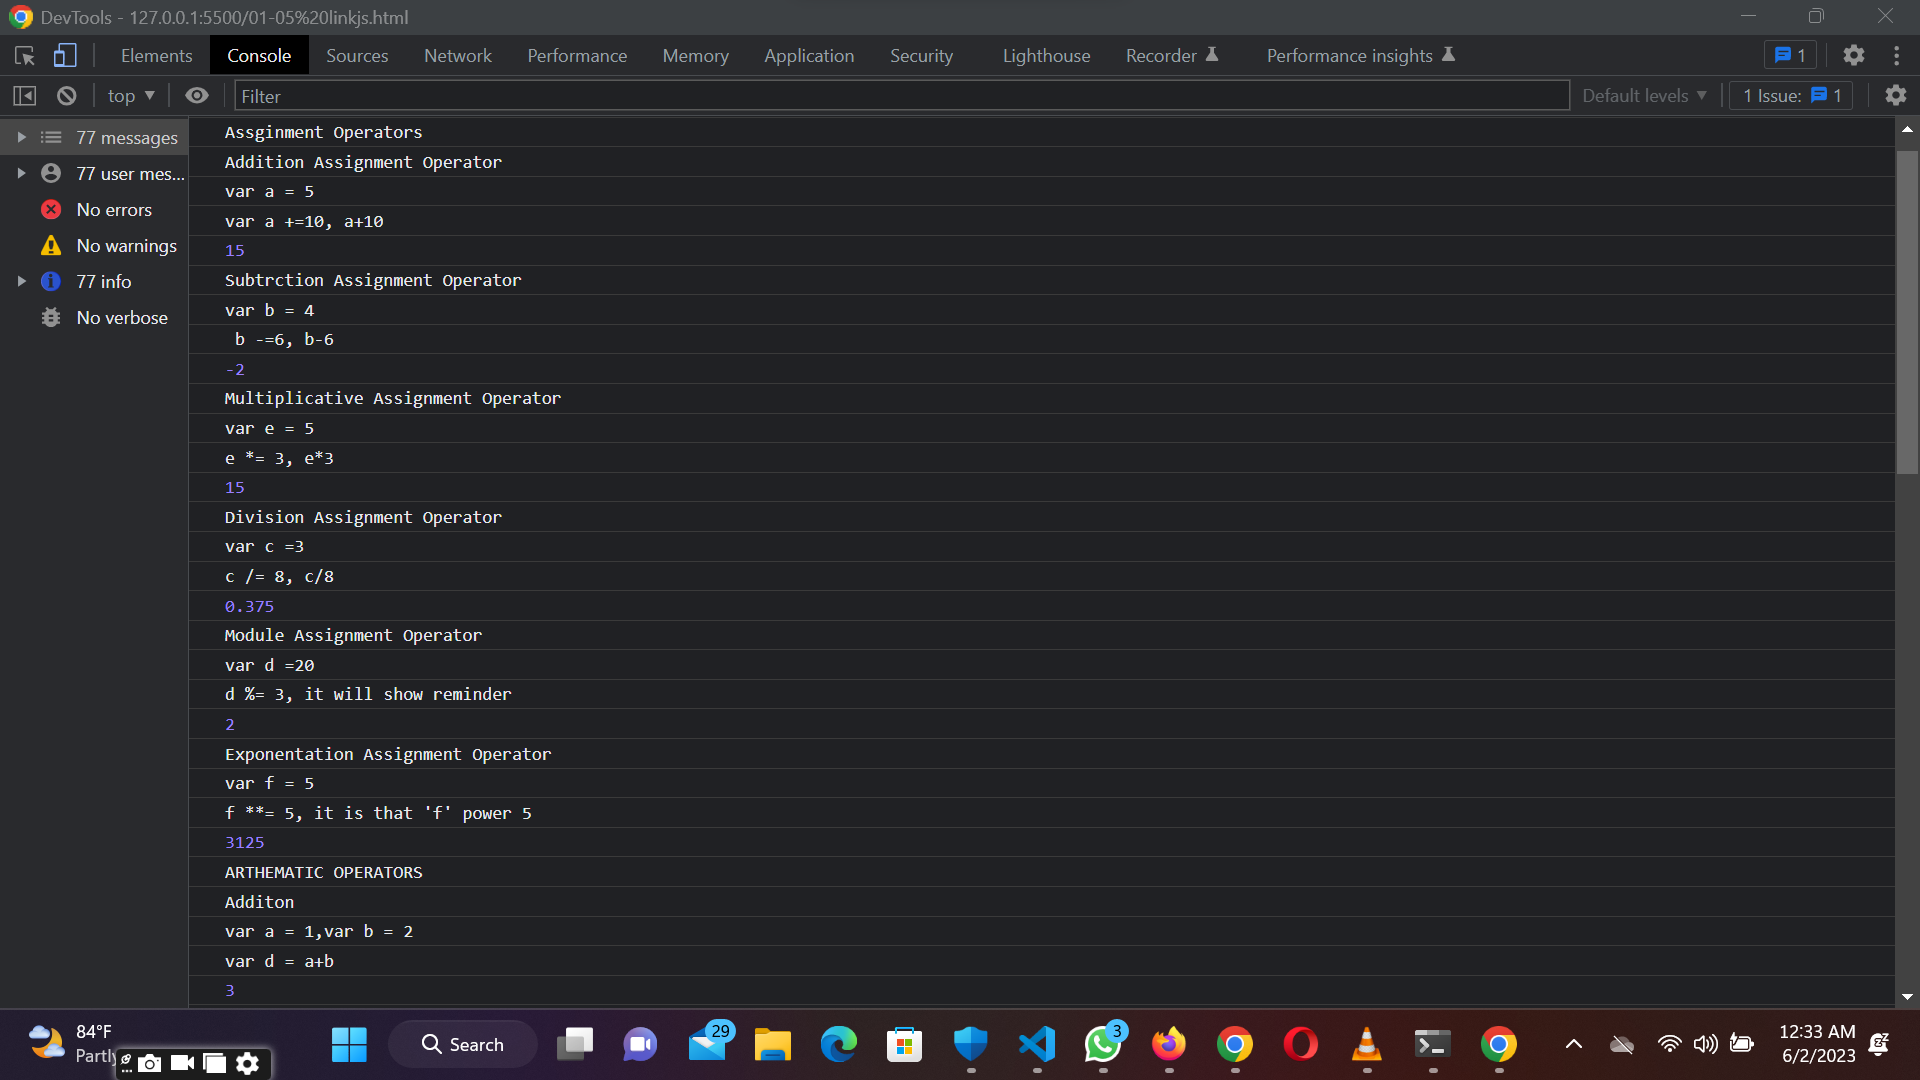 DevTools - 127.0.0.1:5500/01-05%20linkjs.html
Elements Console Sources Network Performance Memory Application Security Lighthouse Recorder Performance insights 1
top Filter Default levels 1 Issue: 1
77 messages
77 user mes...
No errors
No warnings
77 info
No verbose
Assginment Operators
Addition Assignment Operator
var a = 5
var a +=10, a+10
15
Subtrction Assignment Operator
var b = 4
b -=6, b-6
-2
Multiplicative Assignment Operator
var e = 5
e *= 3, e*3
15
Division Assignment Operator
var c =3
c /= 8, c/8
0.375
Module Assignment Operator
var d =20
d %= 3, it will show reminder
2
Exponentation Assignment Operator
var f = 5
f **= 5, it is that 'f' power 5
3125
ARTHEMATIC OPERATORS
Additon
var a = 1,var b = 2
var d = a+b
3
84°F
Partly
Search
29
3
12:33 AM
6/2/2023